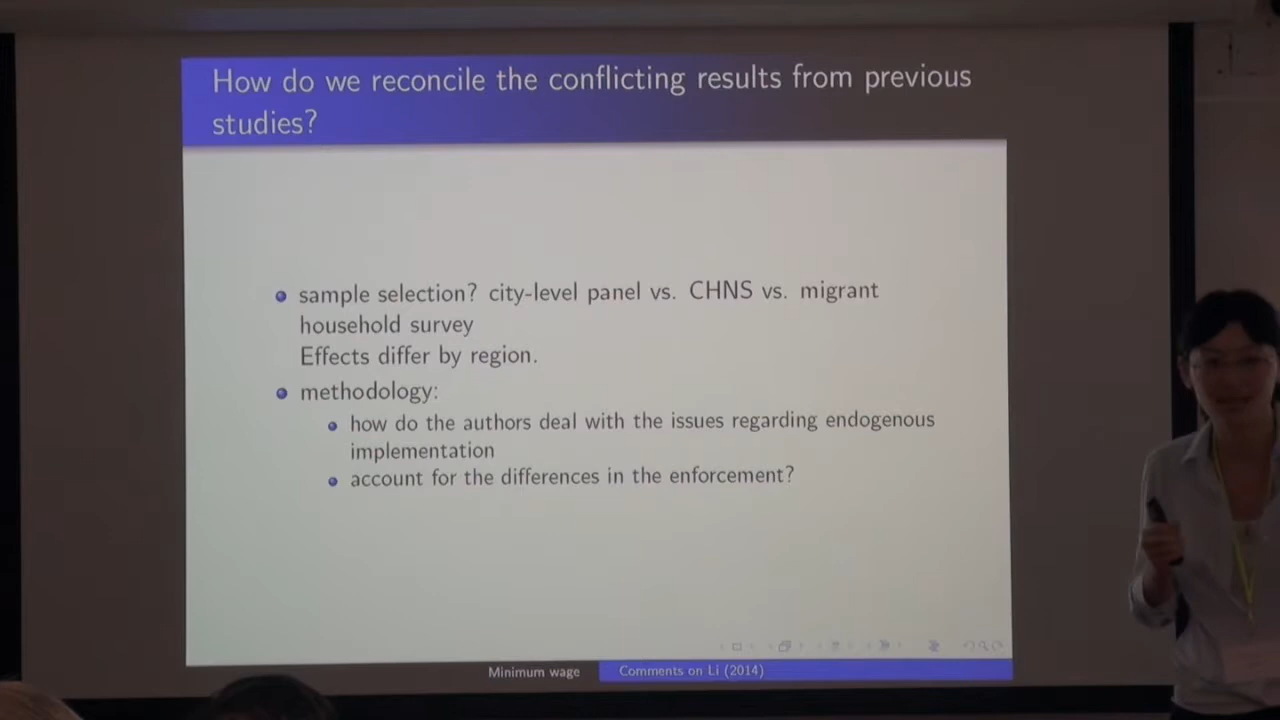 How do we reconcile the conflicting results from previous
studies?
sample selection? city-level panel vs. CHNS vs. migrant
household survey
Effects differ by region.
methodology:
how do the authors deal with the issues regarding endogenous
implementation
account for the differences in the enforcement?
Minimum wage
Comments on Li (2014)